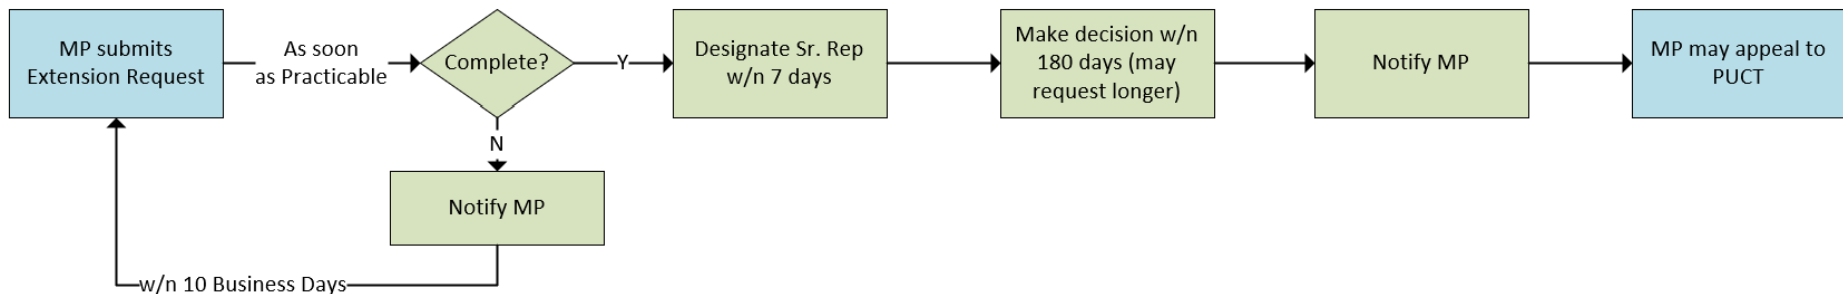 MP submits
Extension Request
As soon
as Practicable
Complete?
Y
Designate Sr. Rep
w/n 7 days
Make decision w/n
180 days (may
request longer)
Notify MP
MP may appeal to
PUCT
N
Notify MP
w/n 10 Business Days